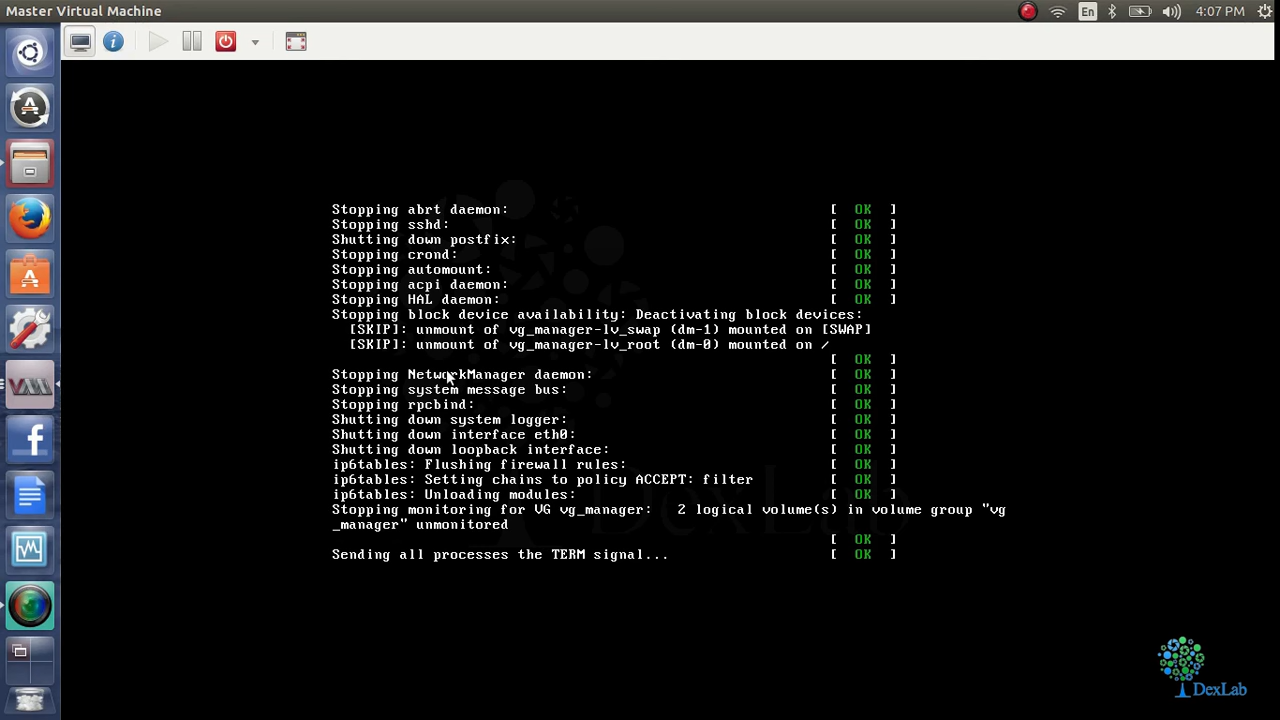 Master Virtual Machine
En
4:07 PM
Stopping abrt daemon: [ OK ]
Stopping sshd: [ OK ]
Shutting down postfix: [ OK ]
Stopping crond: [ OK ]
Stopping automount: [ OK ]
Stopping acpi daemon: [ OK ]
Stopping HAL daemon: [ OK ]
Stopping block device availability: Deactivating block devices:
[SKIP]: unmount of vg_manager-lv_swap (dm-1) mounted on [SWAP]
[SKIP]: unmount of vg_manager-lv_root (dm-0) mounted on /
[ OK ]
Stopping NetworkManager daemon: [ OK ]
Stopping system message bus: [ OK ]
Stopping rpcbind: [ OK ]
Shutting down system logger: [ OK ]
Shutting down interface eth0: [ OK ]
Shutting down loopback interface: [ OK ]
ip6tables: Flushing firewall rules: [ OK ]
ip6tables: Setting chains to policy ACCEPT: filter [ OK ]
ip6tables: Unloading modules: [ OK ]
Stopping monitoring for VG vg_manager: 2 logical volume(s) in volume group "vg
_manager" unmonitored
[ OK ]
Sending all processes the TERM signal... [ OK ]
DexLab
DexLab